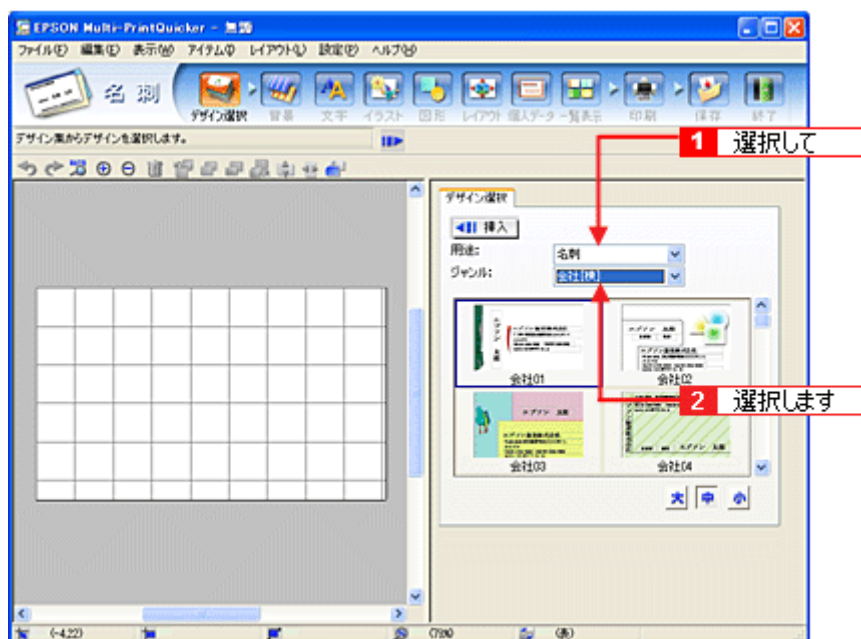 EPSON Multi-PrintQuicker - 無題
ファイル(F) 編集(E) 表示(W) アイテム(I) レイアウト(L) 設定(P) ヘルプ(H)
名刺
デザイン選択 背景 文字 イラスト 図形 レイアウト 個人データ 一覧表示 印刷 保存 終了
デザイン集からデザインを選択します。
1 選択して
デザイン選択
挿入
用途: 名刺
ジャンル: 会社[横]
会社01 会社02
2 選択します
会社03 会社04
大 中 小
(-4,22) (表)